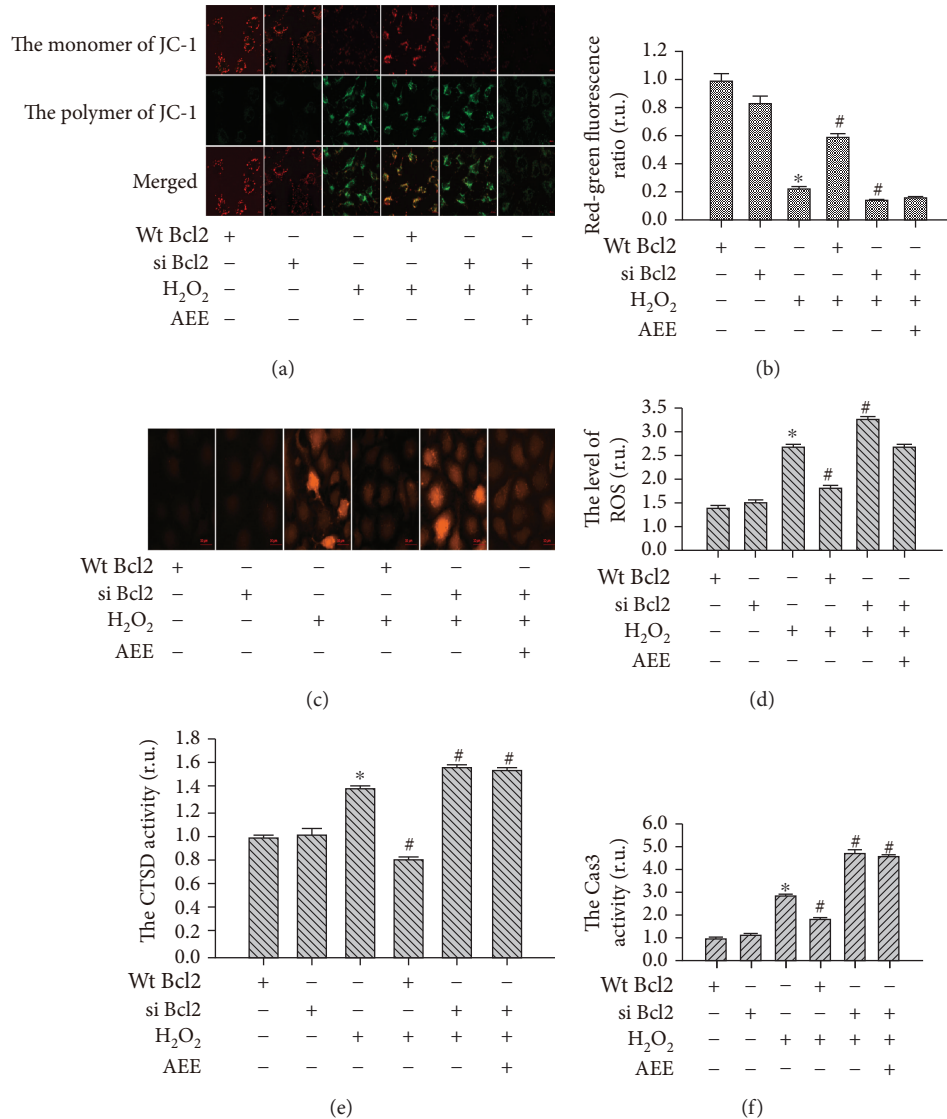 The monomer of JC-1
The polymer of JC-1
Merged
Wt Bcl2 + − − + − −
si Bcl2 − + − − + +
H₂O₂ − − + + + +
AEE − − − − − +
(a)
Red-green fluorescence
ratio (r.u.)
1.2
1.0
0.8
0.6
0.4
0.2
0.0
* # #
Wt Bcl2 + − − + − −
si Bcl2 − + − − + +
H₂O₂ − − + + + +
AEE − − − − − +
(b)
Wt Bcl2 + − − + − −
si Bcl2 − + − − + +
H₂O₂ − − + + + +
AEE − − − − − +
(c)
The level of
ROS (r.u.)
3.5
3.0
2.5
2.0
1.5
1.0
0.0
* # #
Wt Bcl2 + − − + − −
si Bcl2 − + − − + +
H₂O₂ − − + + + +
AEE − − − − − +
(d)
The CTSD activity (r.u.)
1.8
1.6
1.4
1.2
1.0
0.8
0.6
0.4
0.2
0.0
* # # #
Wt Bcl2 + − − + − −
si Bcl2 − + − − + +
H₂O₂ − − + + + +
AEE − − − − − +
(e)
The Cas3
activity (r.u.)
6.0
5.0
4.0
3.0
2.0
1.0
0.0
* # # #
Wt Bcl2 + − − + − −
si Bcl2 − + − − + +
H₂O₂ − − + + + +
AEE − − − − − +
(f)